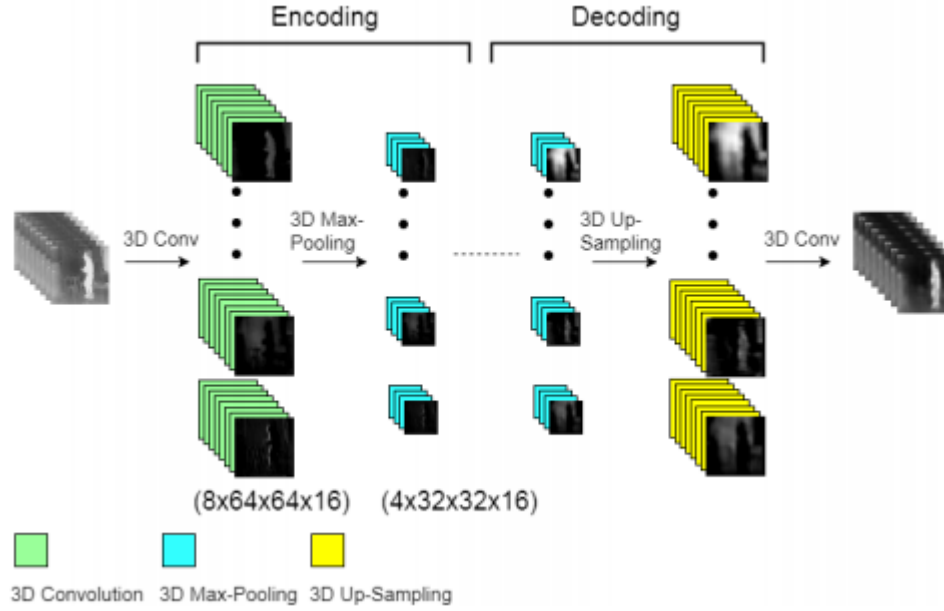 Encoding
Decoding
3D Conv
3D Max-
Pooling
3D Up-
Sampling
3D Conv
(8x64x64x16)
(4x32x32x16)
3D Convolution
3D Max-Pooling
3D Up-Sampling